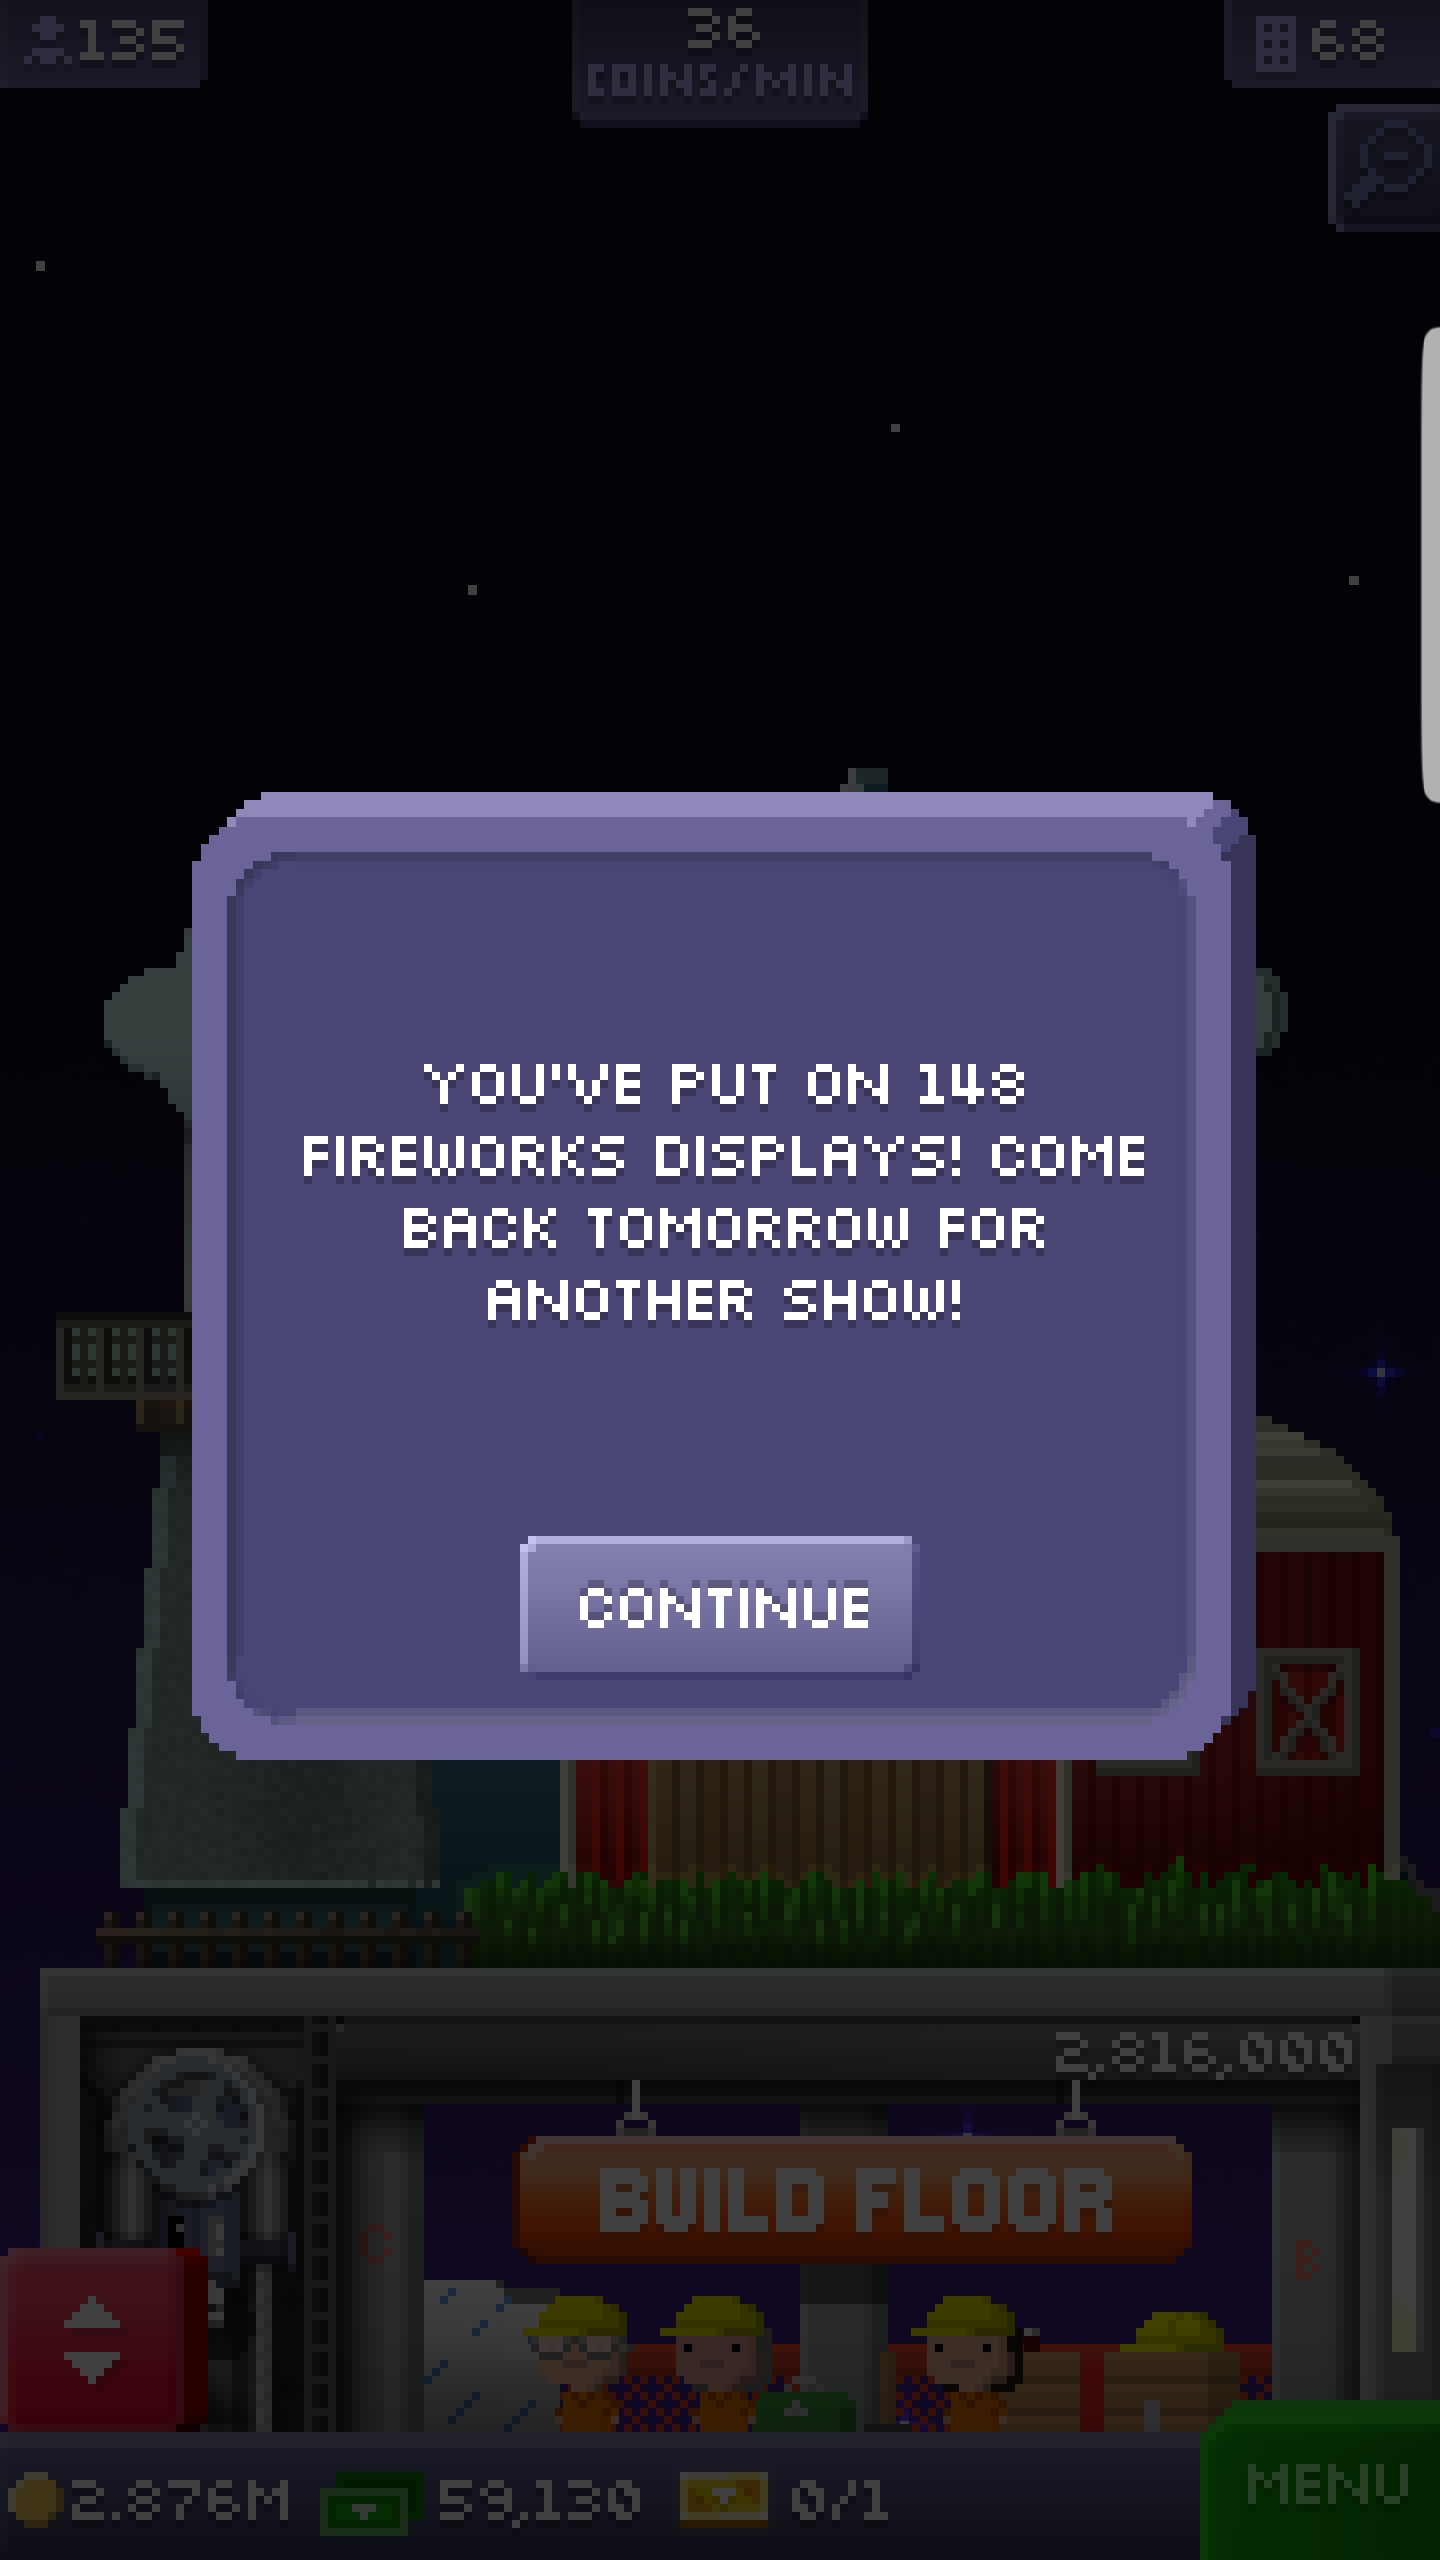 135
36
COINS/MIN
68
YOU'VE PUT ON 148
FIREWORKS DISPLAYS! COME
BACK TOMORROW FOR
ANOTHER SHOW!
CONTINUE
2,816,000
BUILD FLOOR
C
B
2.876M
59,130
0/1
MENU